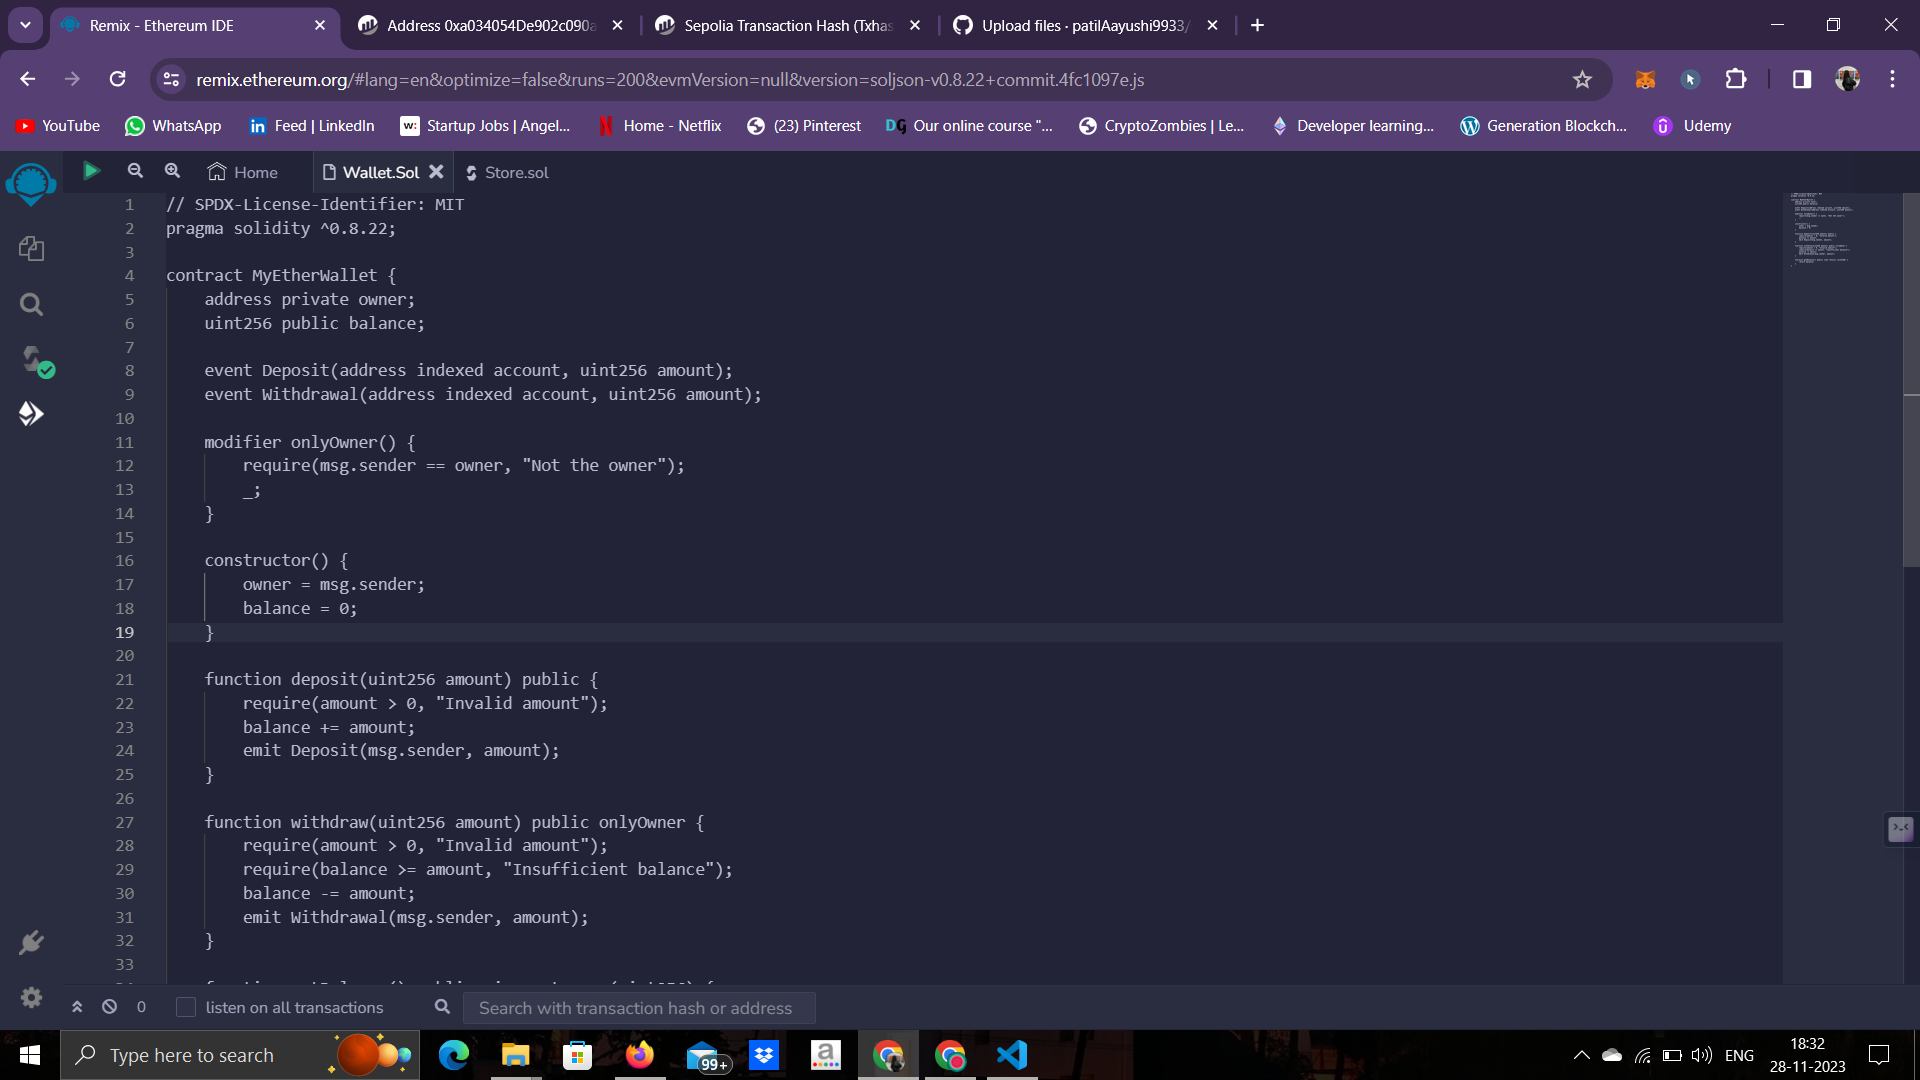 Remix - Ethereum IDE
Address 0xa034054De902c090a
Sepolia Transaction Hash (Txhas
Upload files · patilAayushi9933/
remix.ethereum.org/#lang=en&optimize=false&runs=200&evmVersion=null&version=soljson-v0.8.22+commit.4fc1097e.js
YouTube
WhatsApp
in
Feed | LinkedIn
w:
Startup Jobs | Angel...
Home - Netflix
(23) Pinterest
DG
Our online course "...
CryptoZombies | Le...
Developer learning...
Generation Blockch...
Udemy
Home
Wallet.Sol
Store.sol
1 // SPDX-License-Identifier: MIT
2 pragma solidity ^0.8.22;
3
4 contract MyEtherWallet {
5 address private owner;
6 uint256 public balance;
7
8 event Deposit(address indexed account, uint256 amount);
9 event Withdrawal(address indexed account, uint256 amount);
10
11 modifier onlyOwner() {
12 require(msg.sender == owner, "Not the owner");
13 _;
14 }
15
16 constructor() {
17 owner = msg.sender;
18 balance = 0;
19 }
20
21 function deposit(uint256 amount) public {
22 require(amount > 0, "Invalid amount");
23 balance += amount;
24 emit Deposit(msg.sender, amount);
25 }
26
27 function withdraw(uint256 amount) public onlyOwner {
28 require(amount > 0, "Invalid amount");
29 require(balance >= amount, "Insufficient balance");
30 balance -= amount;
31 emit Withdrawal(msg.sender, amount);
32 }
33
0
listen on all transactions
Search with transaction hash or address
Type here to search
99+
a
ENG
18:32
28-11-2023